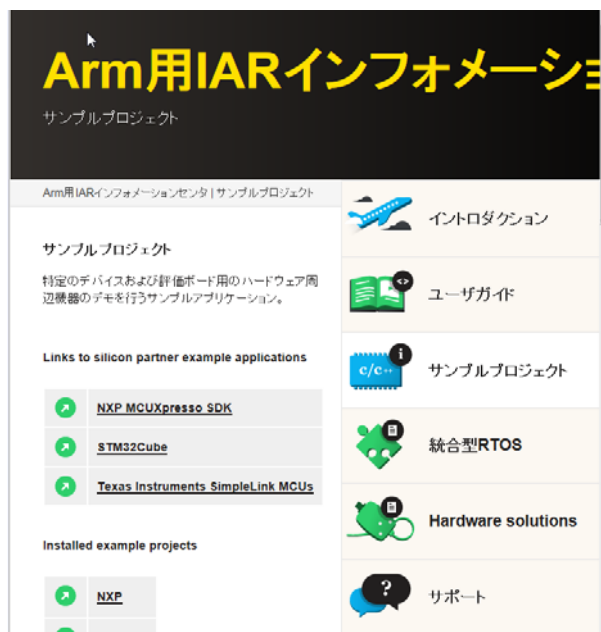 Arm用IARインフォメーショ
サンプルプロジェクト
Arm用IARインフォメーションセンタ | サンプルプロジェクト
サンプルプロジェクト
特定のデバイスおよび評価ボード用のハードウェア周
辺機器のデモを行うサンプルアプリケーション。
Links to silicon partner example applications
NXP MCUXpresso SDK
STM32Cube
Texas Instruments SimpleLink MCUs
Installed example projects
NXP
イントロダクション
ユーザガイド
c/c++
i
サンプルプロジェクト
統合型RTOS
Hardware solutions
?
サポート